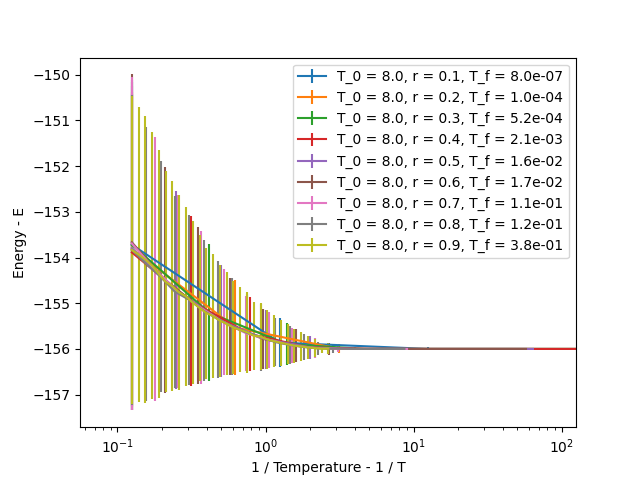 −150
−151
−152
−153
−154
−155
−156
−157
Energy - E
T_0 = 8.0, r = 0.1, T_f = 8.0e-07
T_0 = 8.0, r = 0.2, T_f = 1.0e-04
T_0 = 8.0, r = 0.3, T_f = 5.2e-04
T_0 = 8.0, r = 0.4, T_f = 2.1e-03
T_0 = 8.0, r = 0.5, T_f = 1.6e-02
T_0 = 8.0, r = 0.6, T_f = 1.7e-02
T_0 = 8.0, r = 0.7, T_f = 1.1e-01
T_0 = 8.0, r = 0.8, T_f = 1.2e-01
T_0 = 8.0, r = 0.9, T_f = 3.8e-01
10⁻¹ 10⁰ 10¹ 10²
1 / Temperature - 1 / T